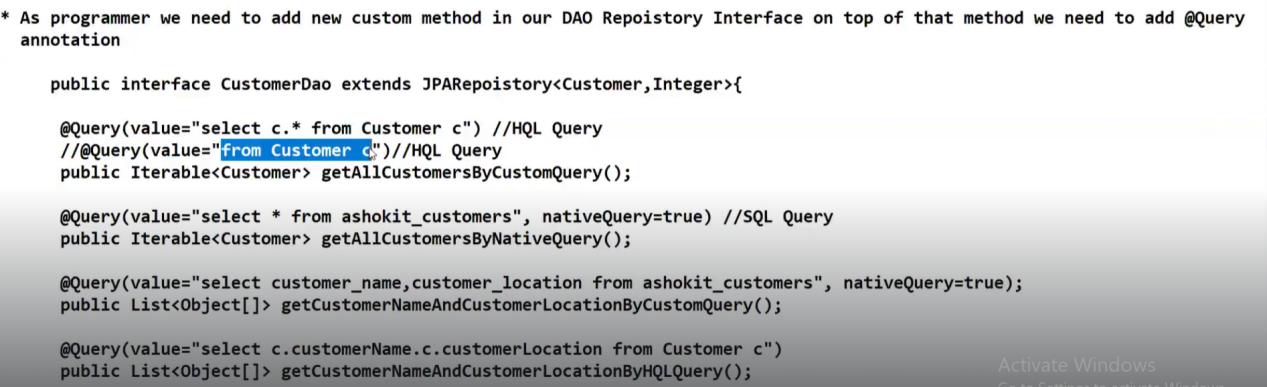 * As programmer we need to add new custom method in our DAO Repoistory Interface on top of that method we need to add @Query
annotation
public interface CustomerDao extends JPARepoistory<Customer,Integer>{
@Query(value="select c.* from Customer c") //HQL Query
//@Query(value="from Customer c")//HQL Query
public Iterable<Customer> getAllCustomersByCustomQuery();
@Query(value="select * from ashokit_customers", nativeQuery=true) //SQL Query
public Iterable<Customer> getAllCustomersByNativeQuery();
@Query(value="select customer_name,customer_location from ashokit_customers", nativeQuery=true);
public List<Object[]> getCustomerNameAndCustomerLocationByCustomQuery();
@Query(value="select c.customerName.c.customerLocation from Customer c")
public List<Object[]> getCustomerNameAndCustomerLocationByHQLQuery();
Activate Windows